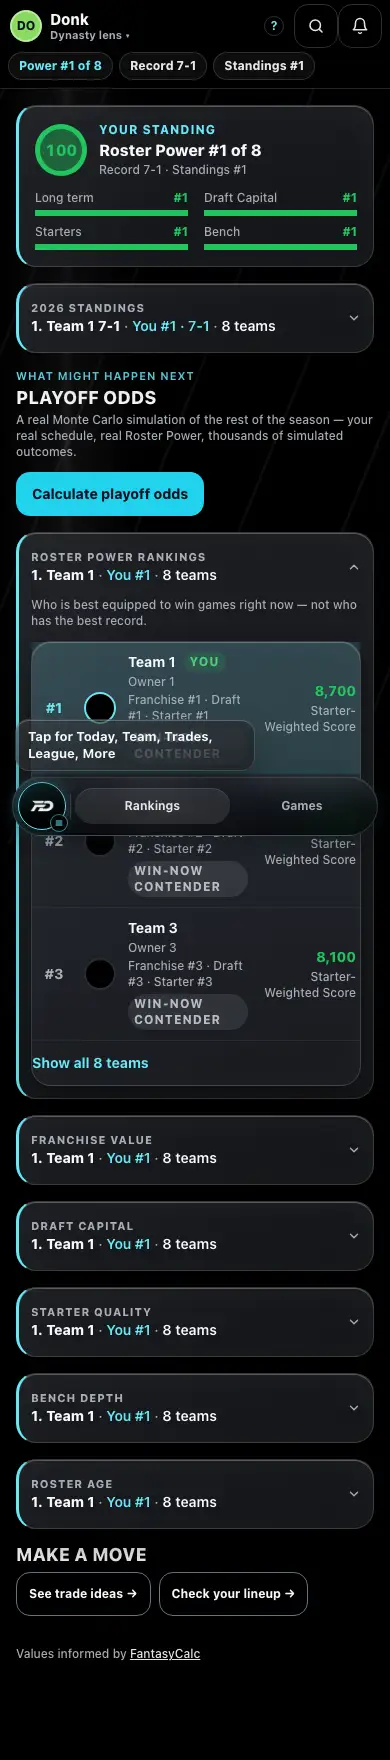 DO
Donk
Dynasty lens ▾
?
Power #1 of 8
Record 7-1
Standings #1
100
YOUR STANDING
Roster Power #1 of 8
Record 7-1 · Standings #1
Long term #1
Draft Capital #1
Starters #1
Bench #1
2026 STANDINGS
1. Team 1 7-1 · You #1 · 7-1 · 8 teams
WHAT MIGHT HAPPEN NEXT
PLAYOFF ODDS
A real Monte Carlo simulation of the rest of the season — your
real schedule, real Roster Power, thousands of simulated
outcomes.
Calculate playoff odds
ROSTER POWER RANKINGS
1. Team 1 · You #1 · 8 teams
Who is best equipped to win games right now — not who
has the best record.
#1
Team 1 YOU
Owner 1
Franchise #1 · Draft
#1 · Starter #1
CONTENDER
8,700
Starter-
Weighted Score
Tap for Today, Team, Trades,
League, More
Rankings
Games
#2
#2 · Starter #2
WIN-NOW
CONTENDER
Starter-
Weighted Score
#3
Team 3
Owner 3
Franchise #3 · Draft
#3 · Starter #3
WIN-NOW
CONTENDER
8,100
Starter-
Weighted Score
Show all 8 teams
FRANCHISE VALUE
1. Team 1 · You #1 · 8 teams
DRAFT CAPITAL
1. Team 1 · You #1 · 8 teams
STARTER QUALITY
1. Team 1 · You #1 · 8 teams
BENCH DEPTH
1. Team 1 · You #1 · 8 teams
ROSTER AGE
1. Team 1 · You #1 · 8 teams
MAKE A MOVE
See trade ideas →
Check your lineup →
Values informed by FantasyCalc